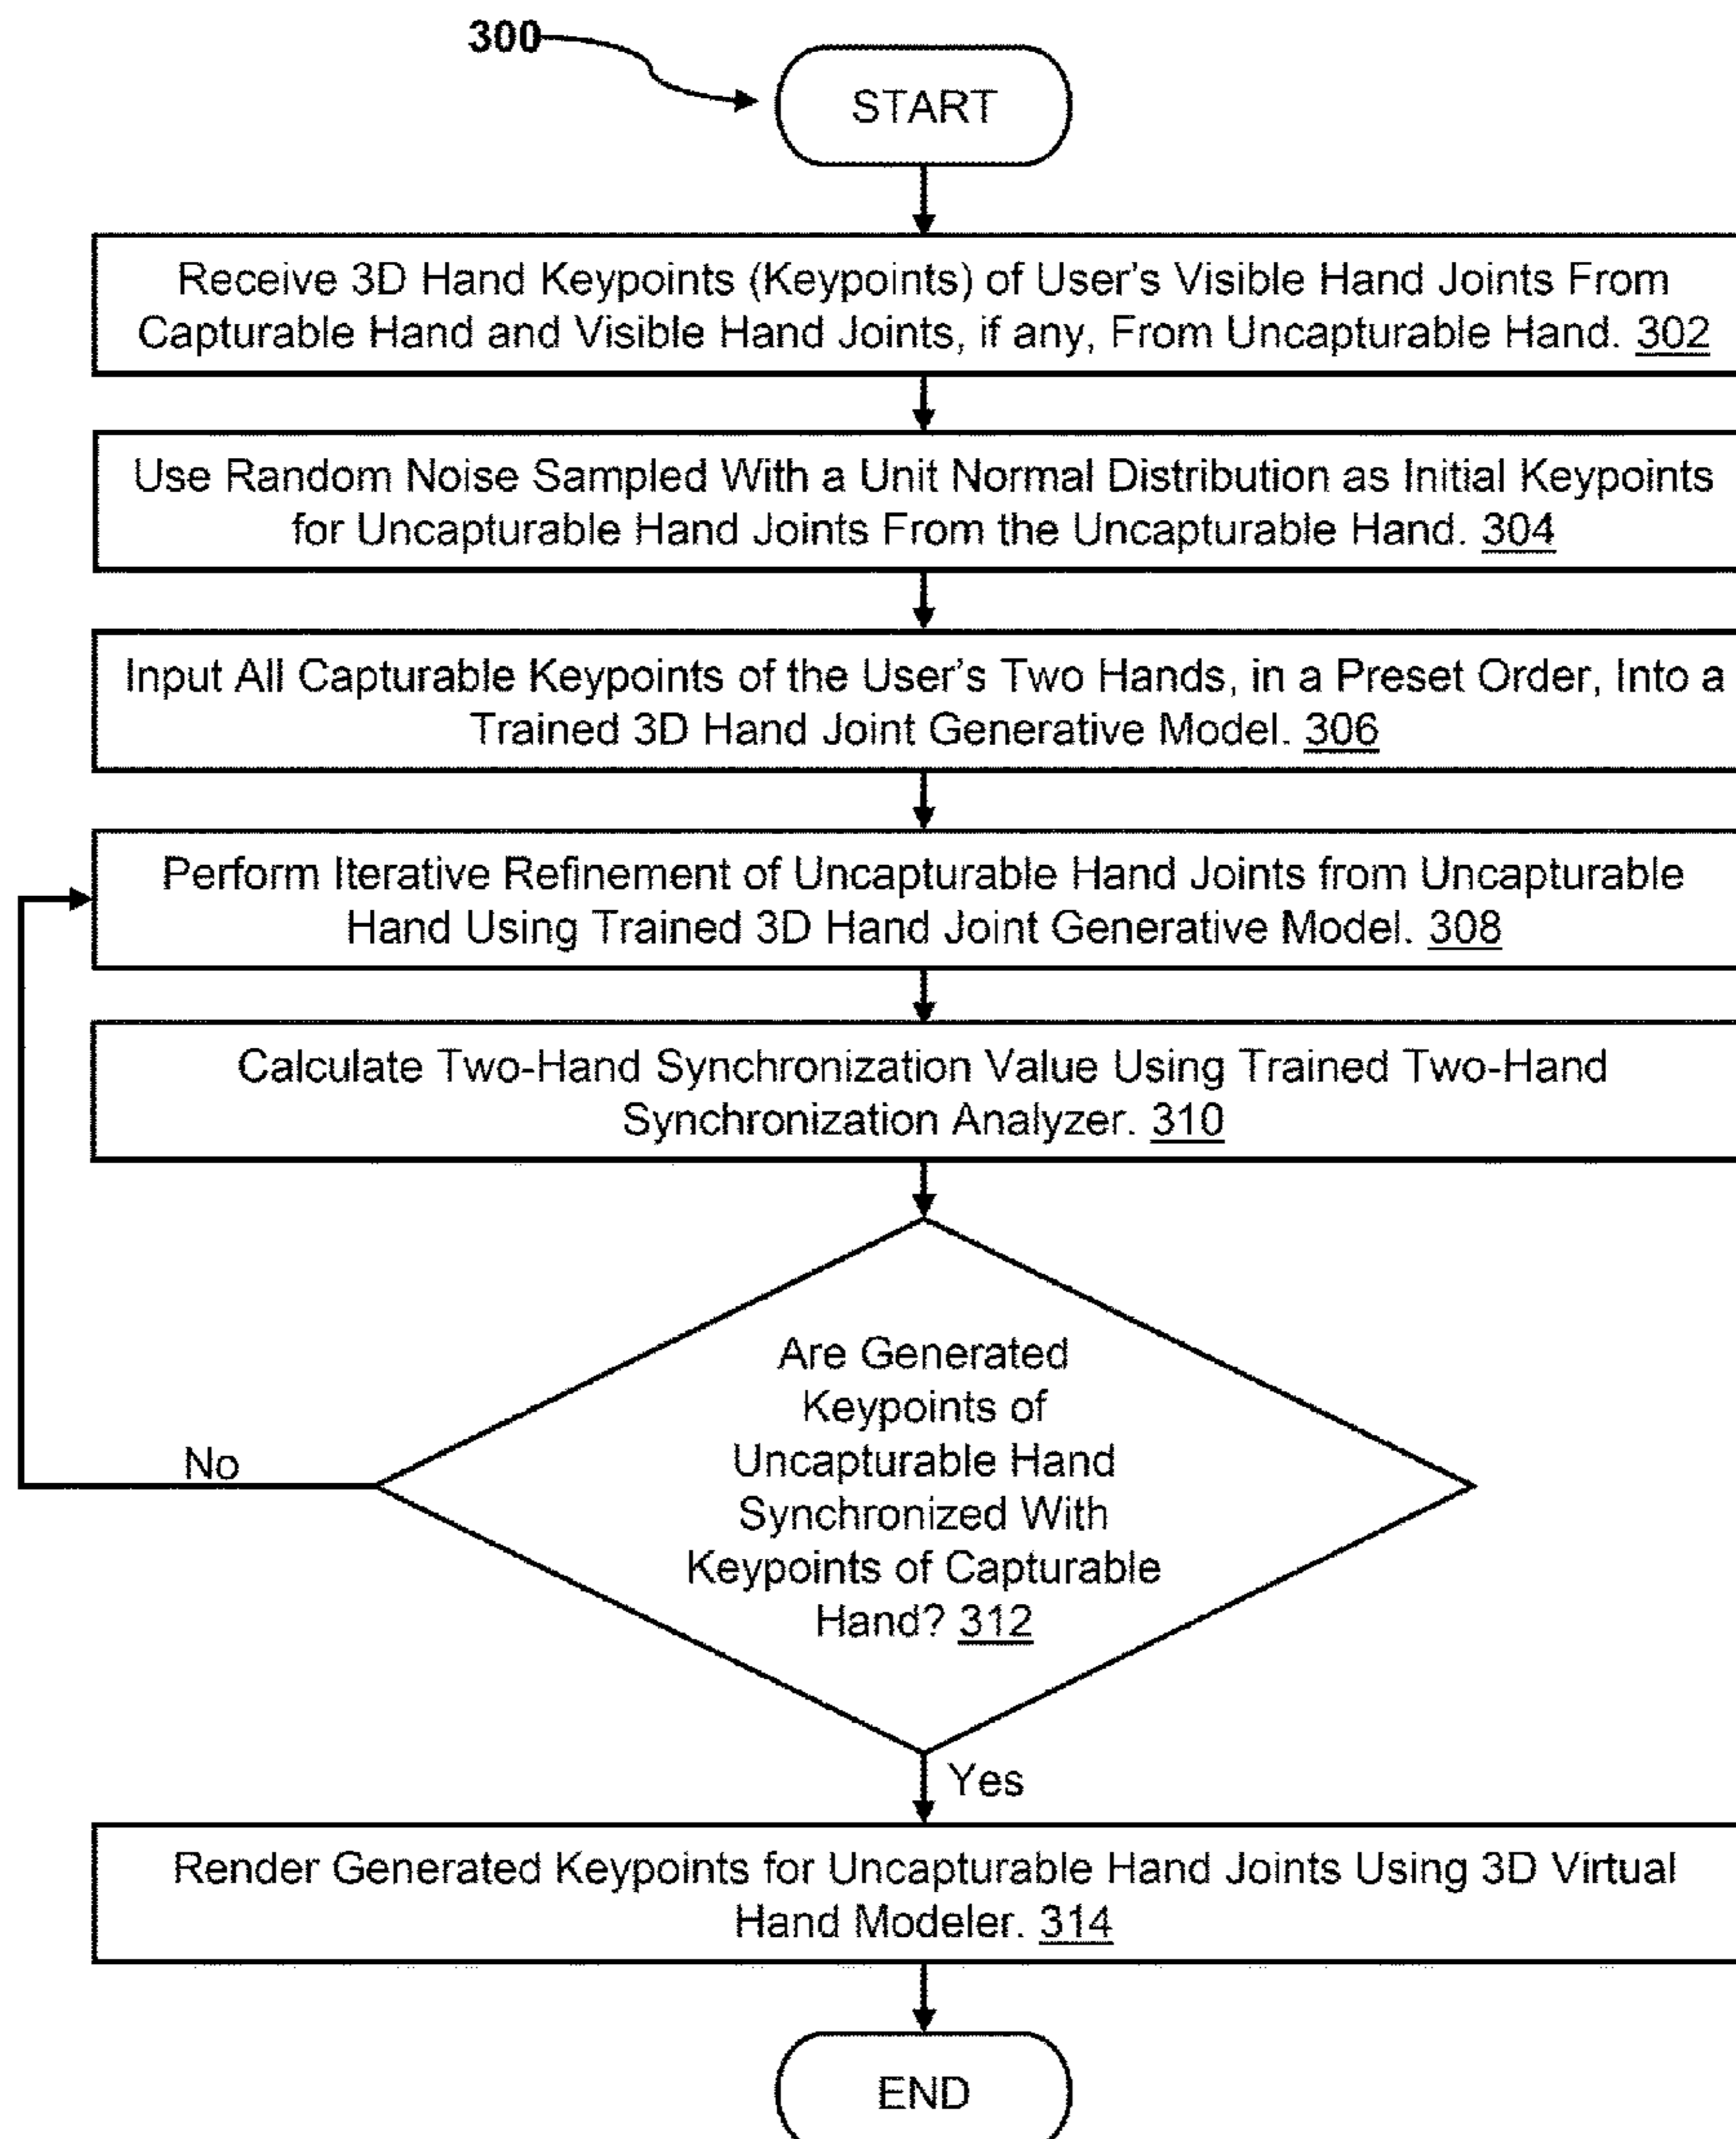 300
START
Receive 3D Hand Keypoints (Keypoints) of User's Visible Hand Joints From
Capturable Hand and Visible Hand Joints, if any, From Uncapturable Hand. 302
Use Random Noise Sampled With a Unit Normal Distribution as Initial Keypoints
for Uncapturable Hand Joints From the Uncapturable Hand. 304
Input All Capturable Keypoints of the User's Two Hands, in a Preset Order, Into a
Trained 3D Hand Joint Generative Model. 306
Perform Iterative Refinement of Uncapturable Hand Joints from Uncapturable
Hand Using Trained 3D Hand Joint Generative Model. 308
Calculate Two-Hand Synchronization Value Using Trained Two-Hand
Synchronization Analyzer. 310
Are Generated
Keypoints of
Uncapturable Hand
Synchronized With
Keypoints of Capturable
Hand? 312
No
Yes
Render Generated Keypoints for Uncapturable Hand Joints Using 3D Virtual
Hand Modeler. 314
END